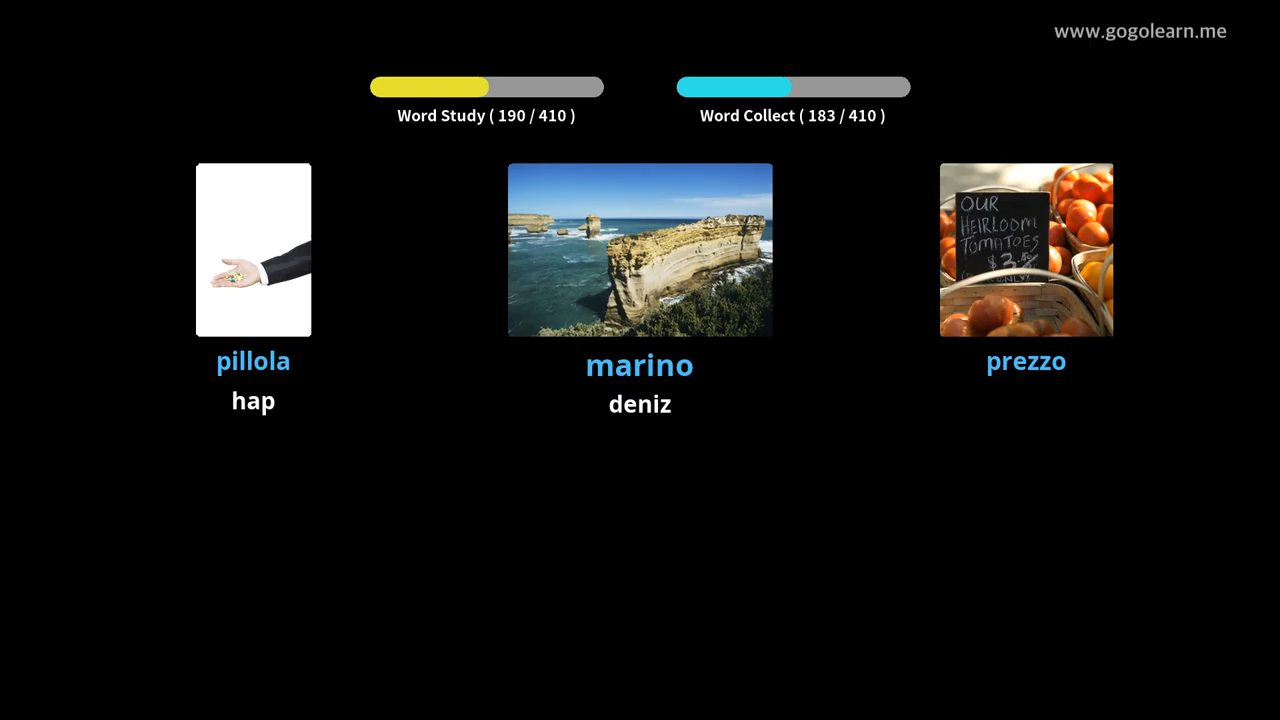 www.gogolearn.me
Word Study ( 190 / 410 )
Word Collect ( 183 / 410 )
OUR
HEIRLOOM
TOMATOES
$3.
pillola
marino
prezzo
hap
deniz